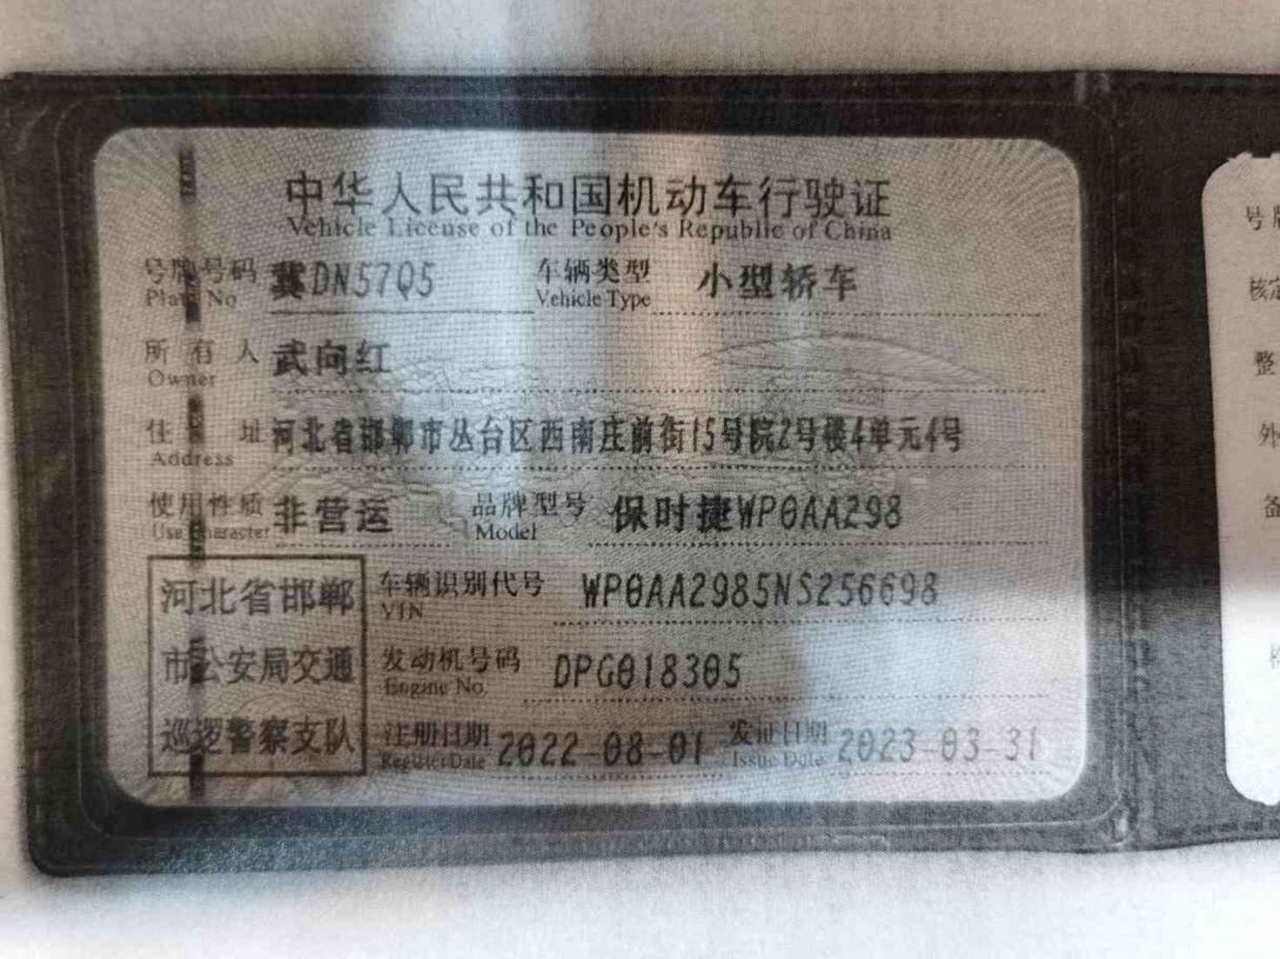 中华人民共和国机动车行驶证
Vehicle License of the People's Republic of China
号牌号码 冀DN57Q5 车辆类型 小型轿车
Plate No Vehicle Type
所有人 武向红
Owner
住址 河北省邯郸市丛台区西南庄前街15号院2号楼4单元4号
Address
使用性质 非营运 品牌型号 保时捷WP0AA298
Use Character Model
河北省邯郸 车辆识别代号 WP0AA2985NS256698
VIN
市公安局交通 发动机号码 DPG018305
Engine No.
巡逻警察支队 注册日期 2022-08-01 发证日期 2023-03-31
Register Date Issue Date
号
整
外